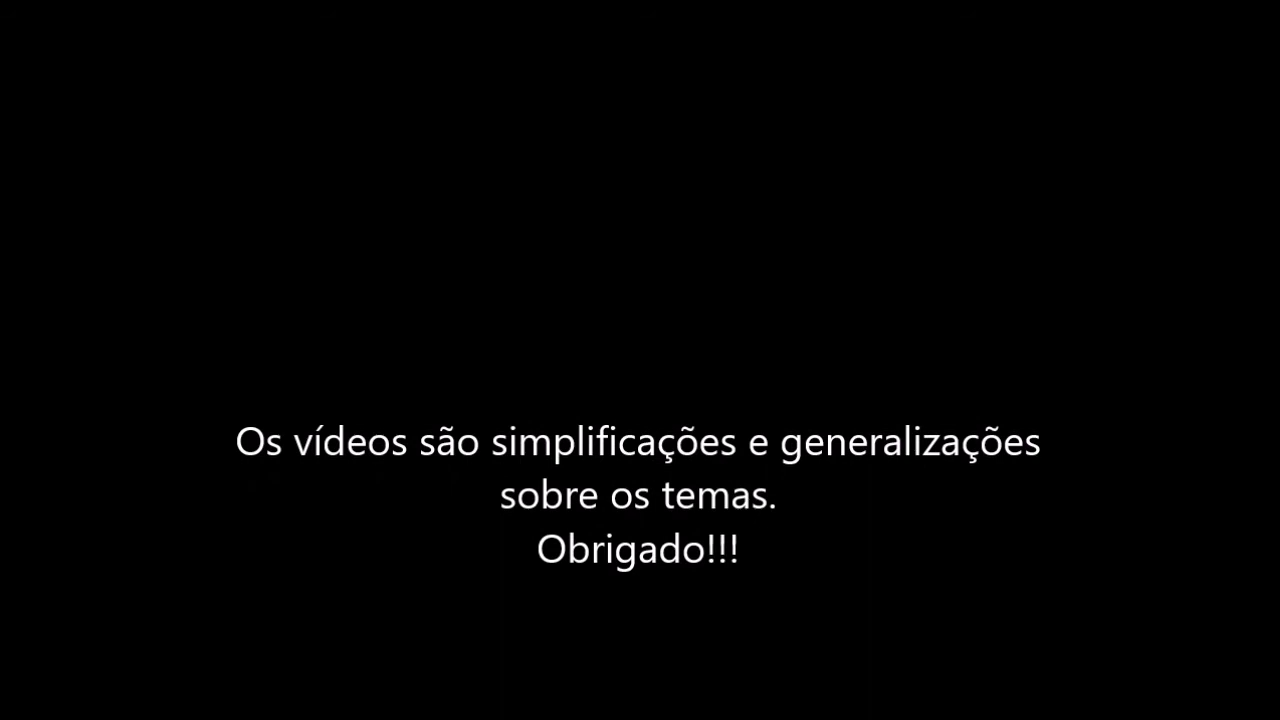 Os vídeos são simplificações e generalizações
sobre os temas.
Obrigado!!!